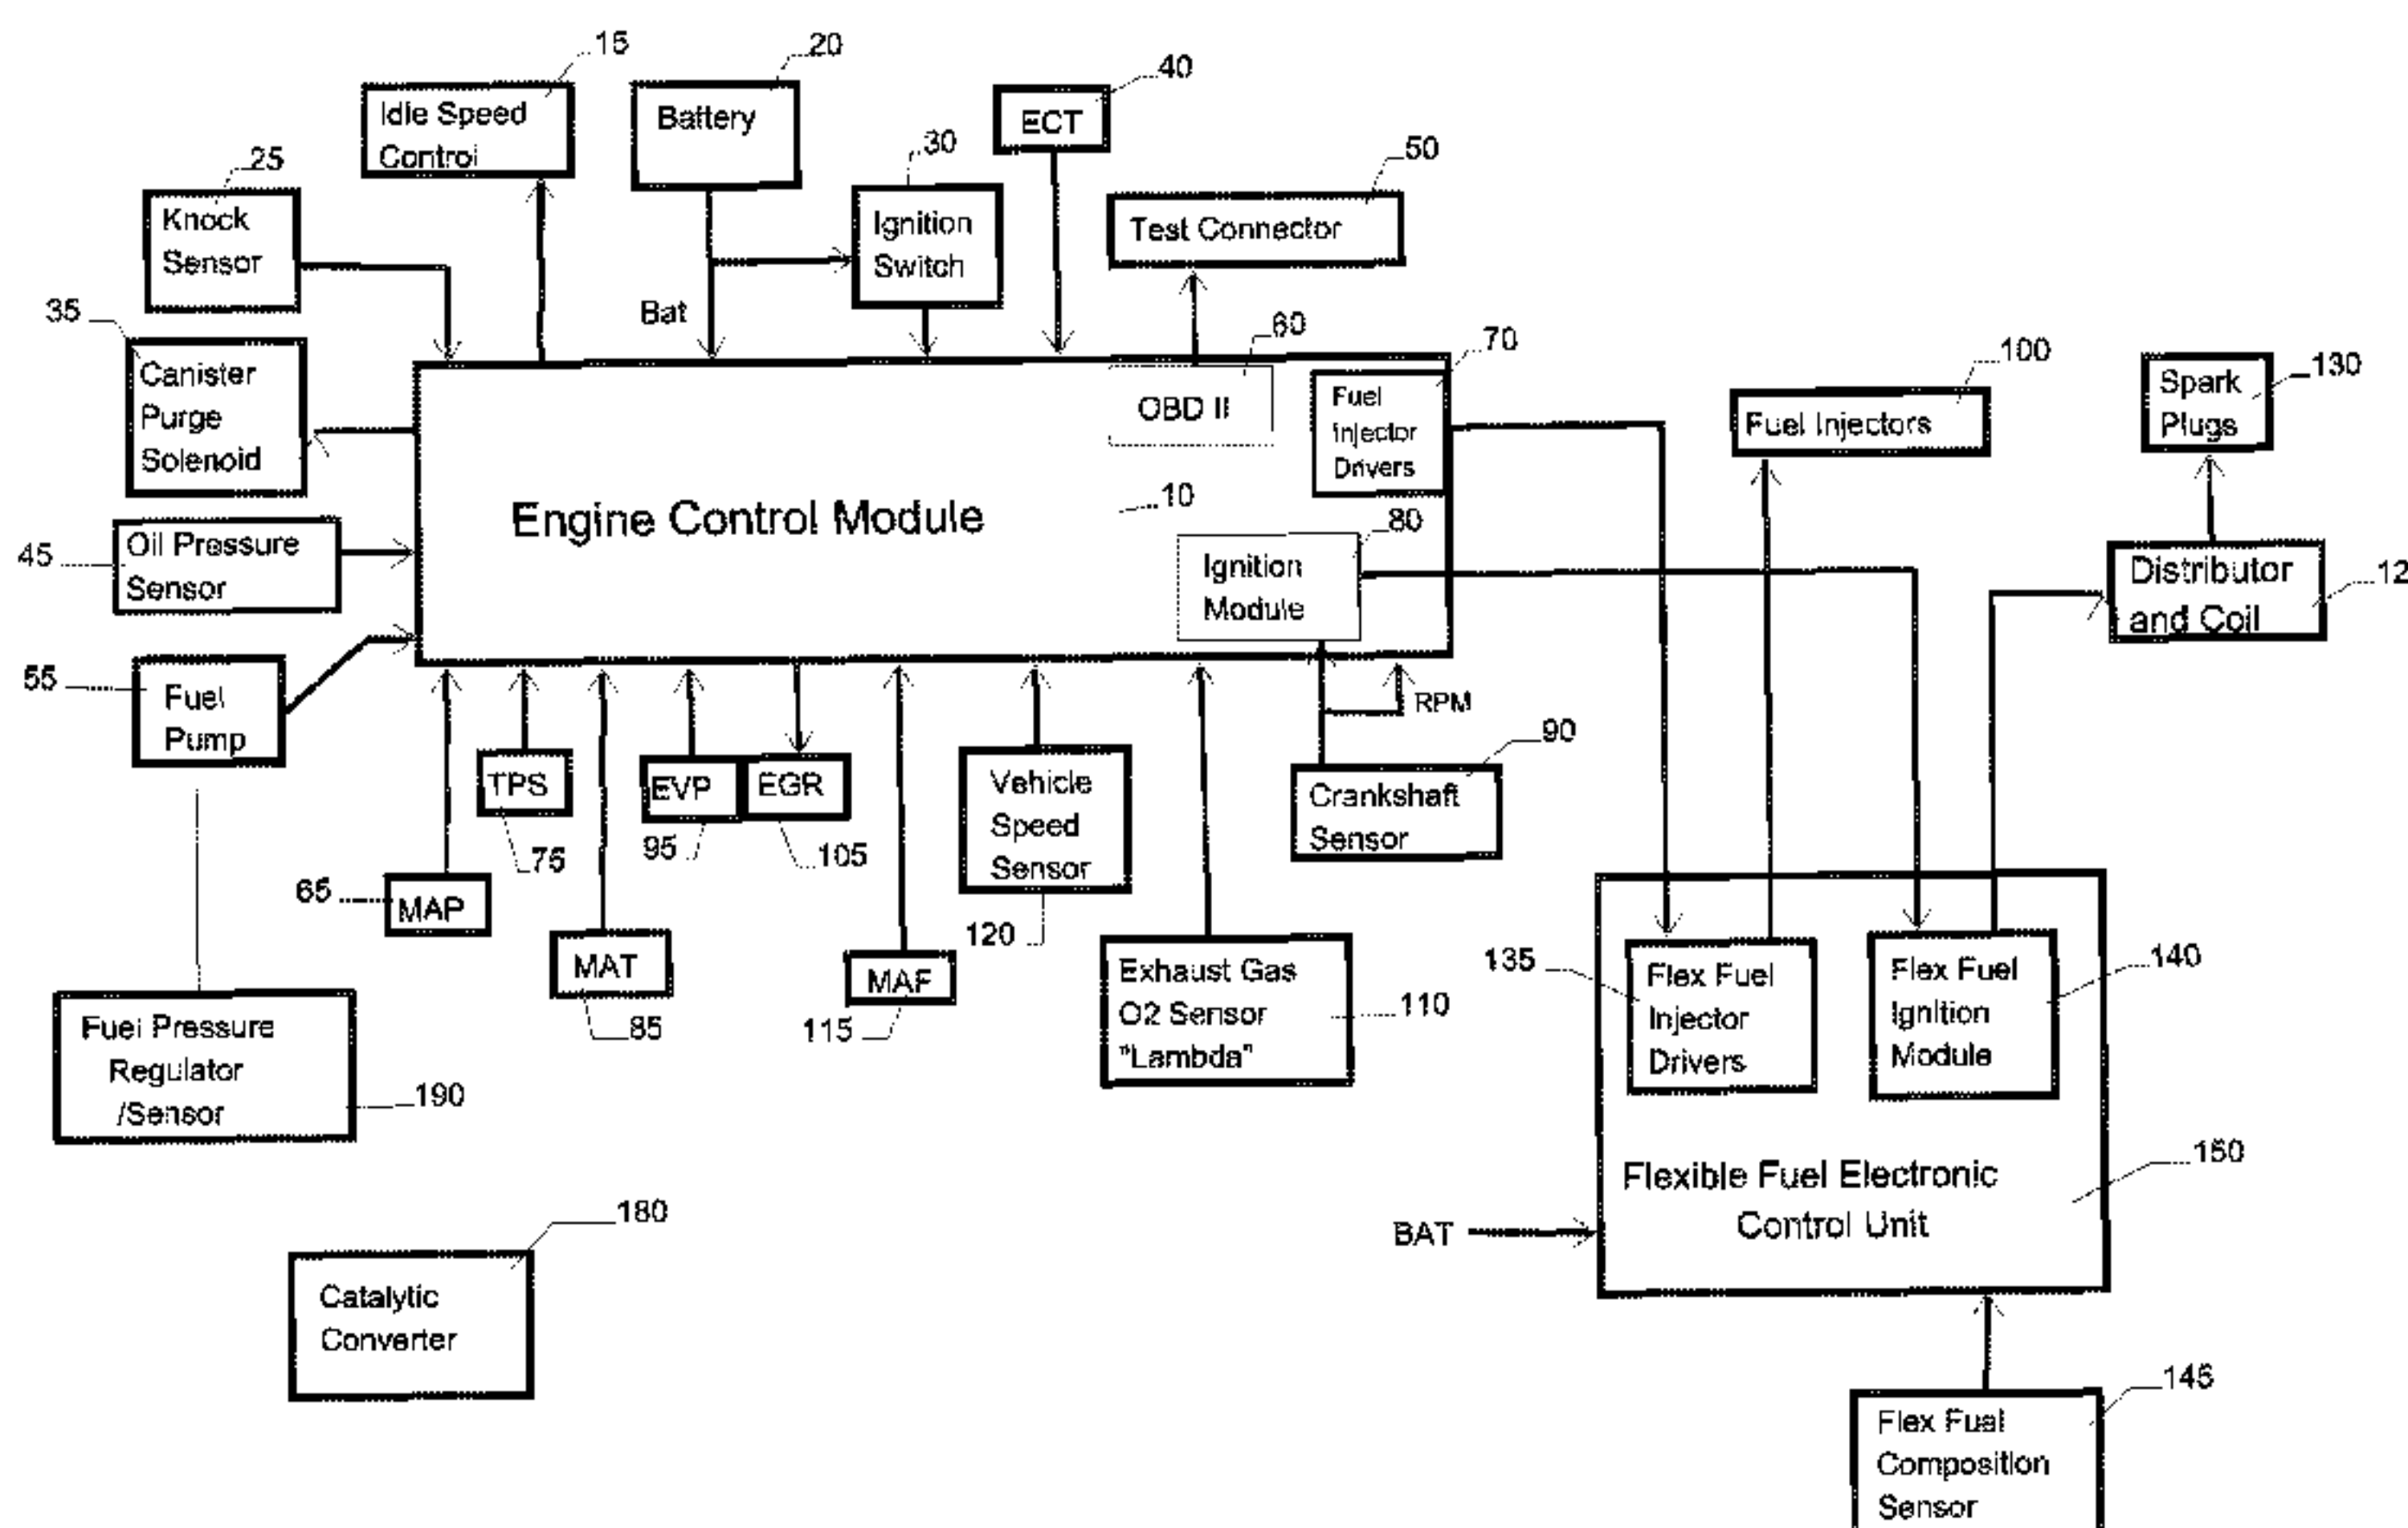 15
20
40
Idle Speed
Control
Battery
ECT
30
50
25
Knock
Sensor
Ignition
Switch
Test Connector
35
Bat
60
70
100
130
Canister
Purge
Solenoid
OBD II
Fuel
Injector
Drivers
Fuel Injectors
Spark
Plugs
Engine Control Module
10
80
45
Oil Pressure
Sensor
Ignition
Module
Distributor
and Coil
12
55
Fuel
Pump
RPM
90
TPS
EVP
EGR
Vehicle
Speed
Sensor
Crankshaft
Sensor
75
95
105
65
MAP
120
MAT
MAF
Exhaust Gas
O2 Sensor
"Lambda"
110
135
Flex Fuel
Injector
Drivers
Flex Fuel
Ignition
Module
140
85
115
Fuel Pressure
Regulator
/Sensor
190
160
Flexible Fuel Electronic
Control Unit
BAT
180
Catalytic
Converter
145
Flex Fuel
Composition
Sensor